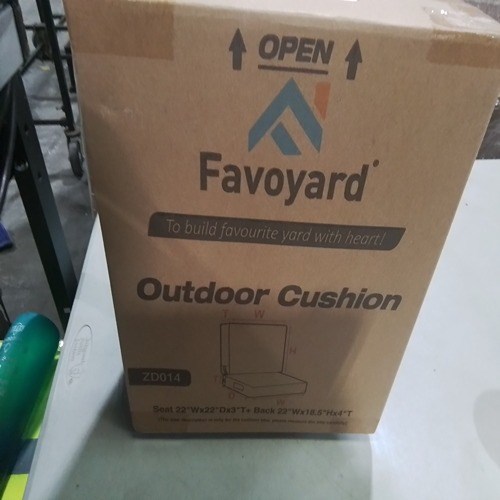 OPEN
Favoyard
To build favourite yard with heart!
Outdoor Cushion
T W
H
ZD014
T
D W
Seat 22"Wx22"Dx3"T+ Back 22"Wx18.5"Hx4"T